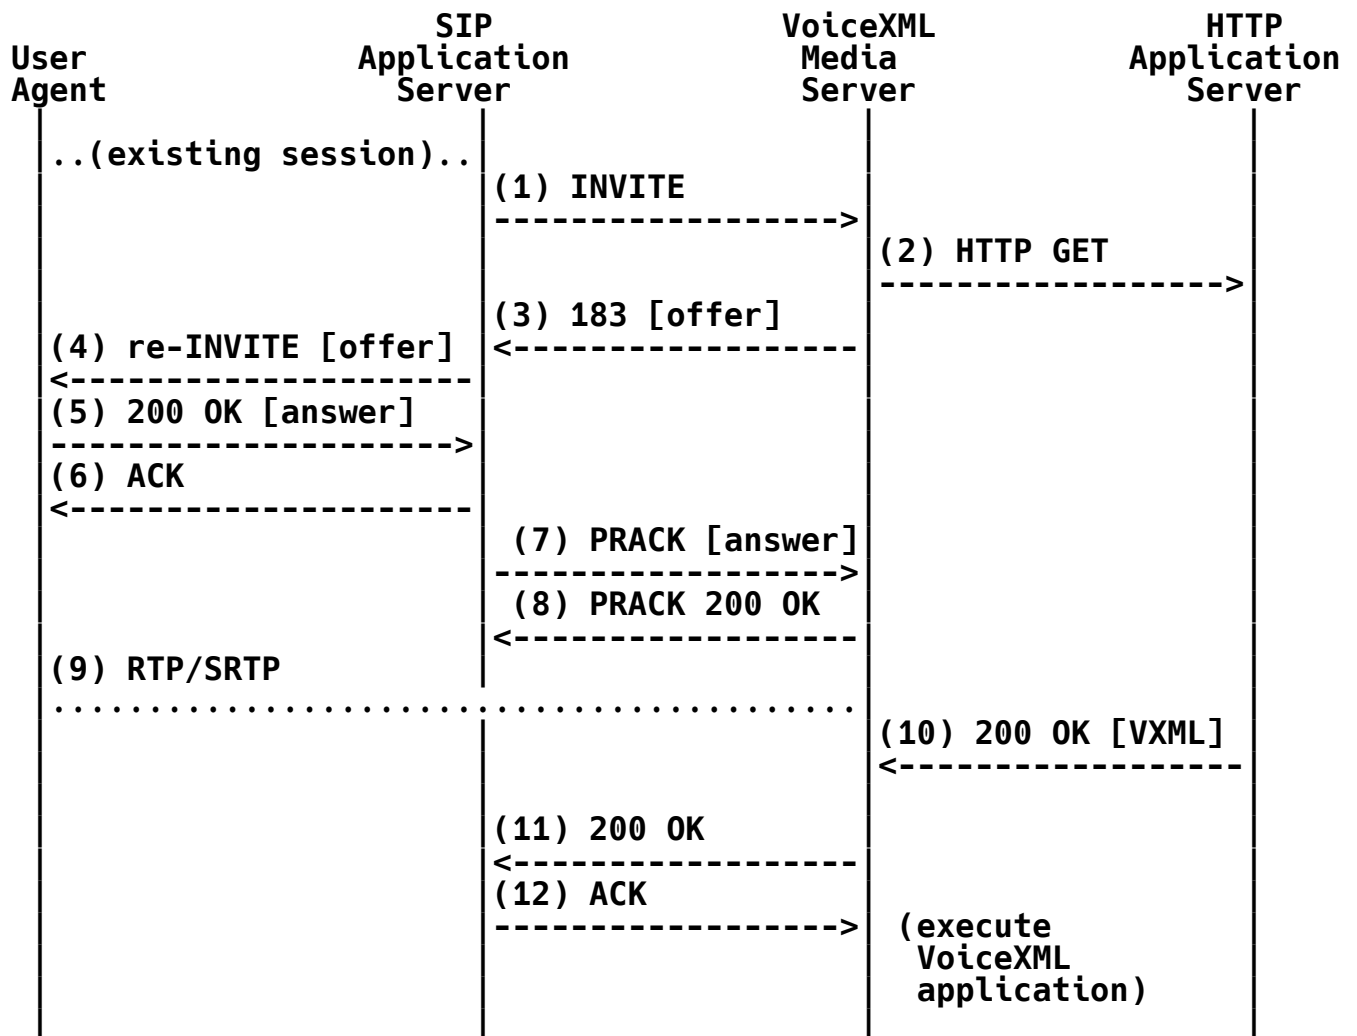 SIP VoiceXML HTTP
User Application Media Application
Agent Server Server Server
..(existing session)..
(1) INVITE
------------------>
(2) HTTP GET
------------------>
(3) 183 [offer]
(4) re-INVITE [offer] <------------------
<---------------------
(5) 200 OK [answer]
--------------------->
(6) ACK
<---------------------
(7) PRACK [answer]
------------------>
(8) PRACK 200 OK
<------------------
(9) RTP/SRTP
..........................................
(10) 200 OK [VXML]
<------------------
(11) 200 OK
<------------------
(12) ACK
------------------> (execute
VoiceXML
application)